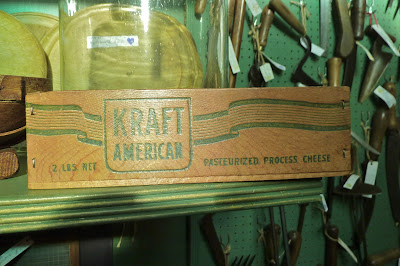 KRAFT
AMERICAN
2 LBS NET
PASTEURIZED PROCESS CHEESE